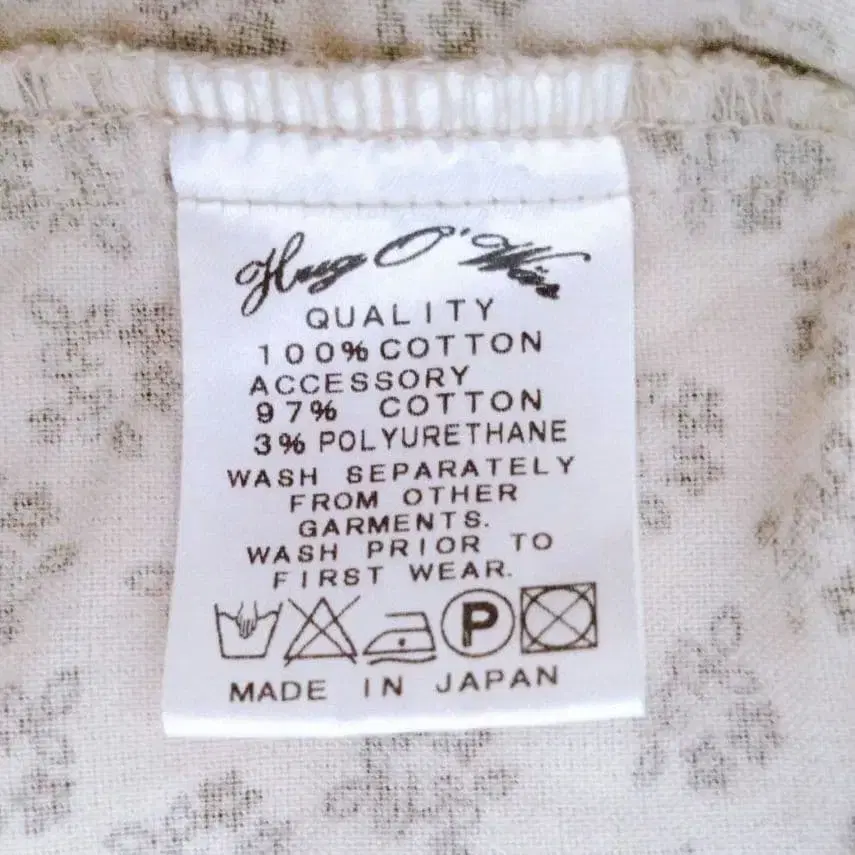 Hug O' War
QUALITY
100% COTTON
ACCESSORY
97% COTTON
3% POLYURETHANE
WASH SEPARATELY
FROM OTHER
GARMENTS.
WASH PRIOR TO
FIRST WEAR.
P
MADE IN JAPAN